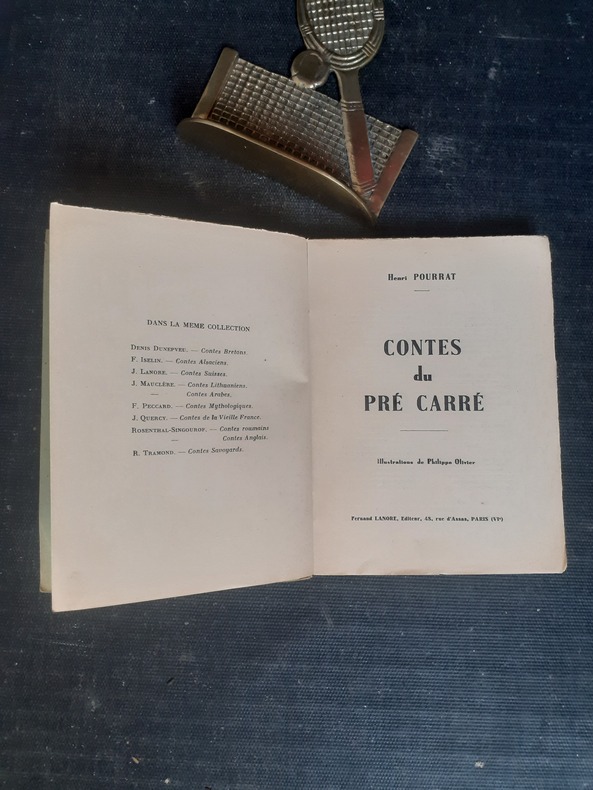 DANS LA MEME COLLECTION
DENIS DUNEPVEE. — Contes Bretons.
F. ISELIN. — Contes Alsaciens.
J. LANORE. — Contes Suisses.
J. MAUCLÈRE. — Contes Lithuaniens.
— Contes Arabes.
F. PECCARD. — Contes Mythologiques.
J. QUERCY. — Contes de la Vieille France.
ROSENTHAL-SINGOUROF. — Contes roumains
— Contes Anglais.
R. TRAMOND. — Contes Savoyards.
Henri POURRAT
CONTES
du
PRÉ CARRÉ
Illustrations de Philippe Olivier
Fernand LANORE, Editeur, 48, rue d'Assas, PARIS (VIe)